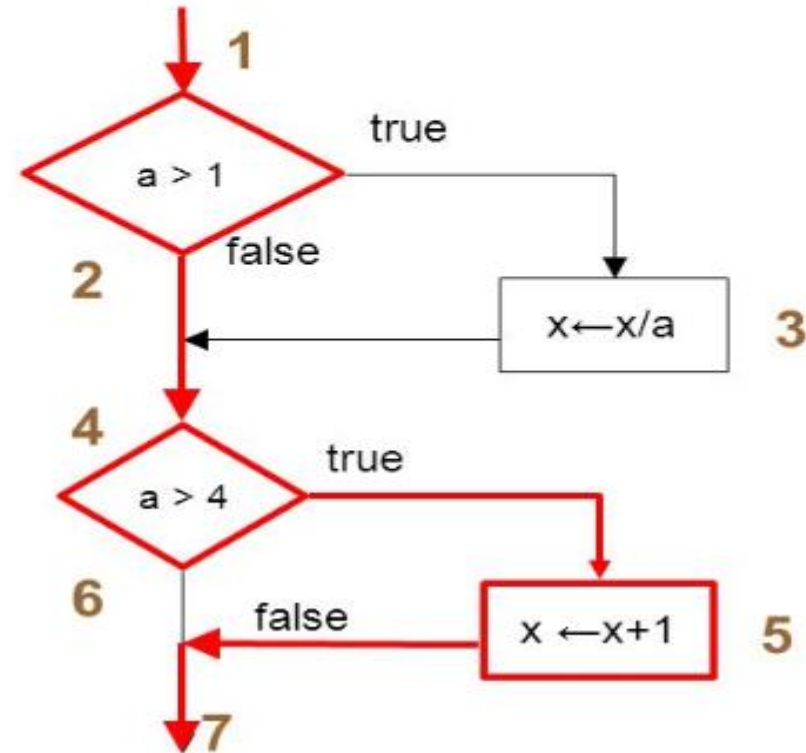 1
true
a > 1
false
2
x←x/a
3
4
true
a > 4
6
false
x ←x+1
5
7